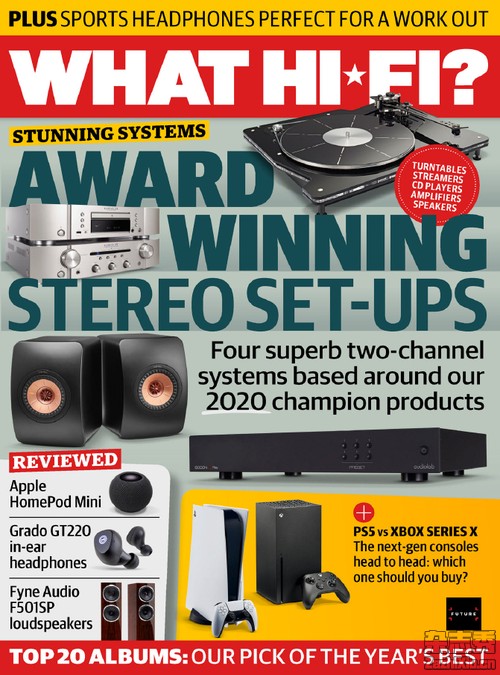 PLUS SPORTS HEADPHONES PERFECT FOR A WORK OUT
WHAT HI★FI?
STUNNING SYSTEMS
AWARD
WINNING
STEREO SET-UPS
TURNTABLES
STREAMERS
CD PLAYERS
AMPLIFIERS
SPEAKERS
Four superb two-channel
systems based around our
2020 champion products
audiolab
REVIEWED
Apple
HomePod Mini
Grado GT220
in-ear
headphones
Fyne Audio
F501SP
loudspeakers
+
PS5 vs XBOX SERIES X
The next-gen consoles
head to head: which
one should you buy?
FUTURE
TOP 20 ALBUMS: OUR PICK OF THE YEAR'S BEST